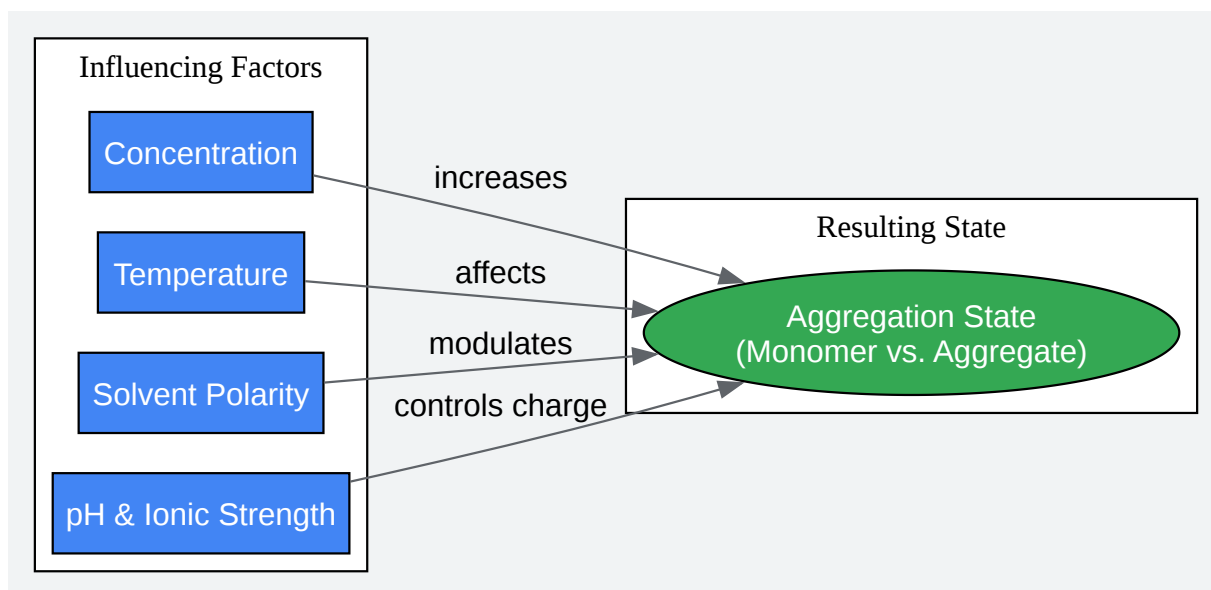 Influencing Factors
Concentration
Temperature
Solvent Polarity
pH & Ionic Strength
increases
affects
modulates
controls charge
Resulting State
Aggregation State
(Monomer vs. Aggregate)